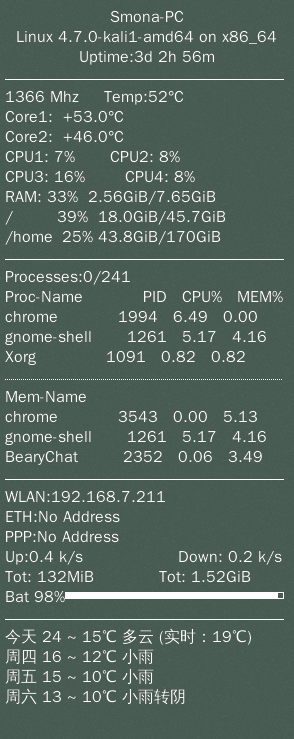 Smona-PC
Linux 4.7.0-kali1-amd64 on x86_64
Uptime:3d 2h 56m
1366 Mhz Temp:52°C
Core1: +53.0°C
Core2: +46.0°C
CPU1: 7% CPU2: 8%
CPU3: 16% CPU4: 8%
RAM: 33% 2.56GiB/7.65GiB
/ 39% 18.0GiB/45.7GiB
/home 25% 43.8GiB/170GiB
Processes:0/241
Proc-Name PID CPU% MEM%
chrome 1994 6.49 0.00
gnome-shell 1261 5.17 4.16
Xorg 1091 0.82 0.82
Mem-Name
chrome 3543 0.00 5.13
gnome-shell 1261 5.17 4.16
BearyChat 2352 0.06 3.49
WLAN:192.168.7.211
ETH:No Address
PPP:No Address
Up:0.4 k/s Down: 0.2 k/s
Tot: 132MiB Tot: 1.52GiB
Bat 98%
今天 24 ~ 15℃ 多云 (实时：19℃)
周四 16 ~ 12℃ 小雨
周五 15 ~ 10℃ 小雨
周六 13 ~ 10℃ 小雨转阴